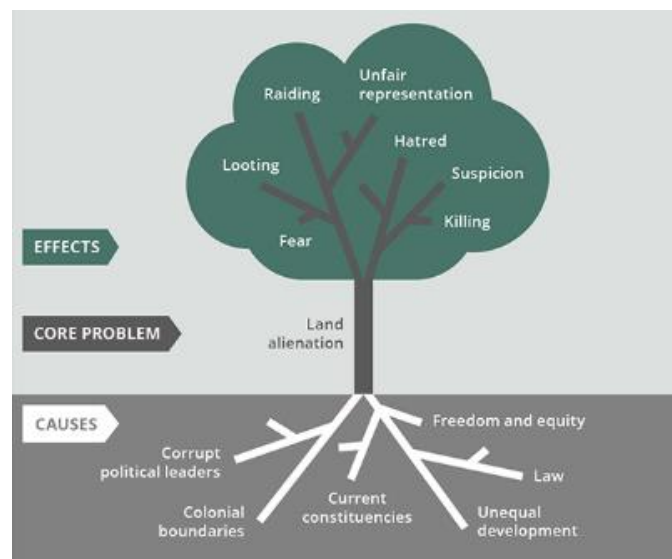 Unfair
representation
Raiding
Hatred
Looting
Suspicion
Killing
Fear
EFFECTS
CORE PROBLEM
Land
alienation
CAUSES
Freedom and equity
Corrupt
political leaders
Law
Current
constituencies
Colonial
boundaries
Unequal
development